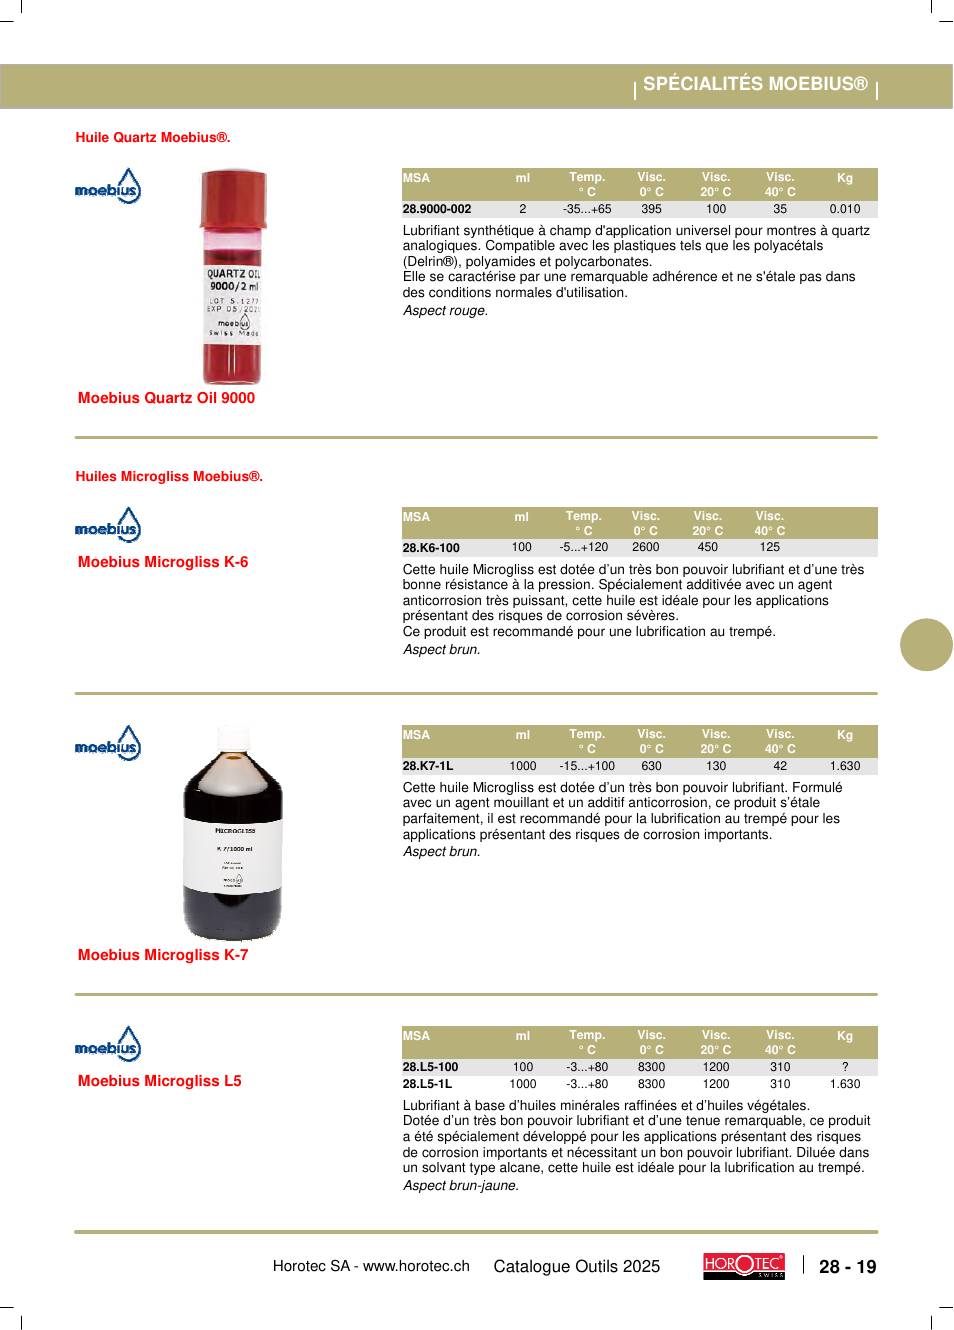 SPÉCIALITÉS MOEBIUS®
Huile Quartz Moebius®.
moebius
QUARTZ OIL
9000/2 ml
LOT 5.1277
EXP 05/202
moebius
Swiss Made
Moebius Quartz Oil 9000
MSA ml Temp. ° C Visc. 0° C Visc. 20° C Visc. 40° C Kg
28.9000-002 2 -35...+65 395 100 35 0.010
Lubrifiant synthétique à champ d'application universel pour montres à quartz
analogiques. Compatible avec les plastiques tels que les polyacétals
(Delrin®), polyamides et polycarbonates.
Elle se caractérise par une remarquable adhérence et ne s'étale pas dans
des conditions normales d'utilisation.
Aspect rouge.
Huiles Microgliss Moebius®.
moebius
Moebius Microgliss K-6
MSA ml Temp. ° C Visc. 0° C Visc. 20° C Visc. 40° C
28.K6-100 100 -5...+120 2600 450 125
Cette huile Microgliss est dotée d’un très bon pouvoir lubrifiant et d’une très
bonne résistance à la pression. Spécialement additivée avec un agent
anticorrosion très puissant, cette huile est idéale pour les applications
présentant des risques de corrosion sévères.
Ce produit est recommandé pour une lubrification au trempé.
Aspect brun.
moebius
MICROGLISS
K 7/1000 ml
moebius
Moebius Microgliss K-7
MSA ml Temp. ° C Visc. 0° C Visc. 20° C Visc. 40° C Kg
28.K7-1L 1000 -15...+100 630 130 42 1.630
Cette huile Microgliss est dotée d’un très bon pouvoir lubrifiant. Formulé
avec un agent mouillant et un additif anticorrosion, ce produit s’étale
parfaitement, il est recommandé pour la lubrification au trempé pour les
applications présentant des risques de corrosion importants.
Aspect brun.
moebius
Moebius Microgliss L5
MSA ml Temp. ° C Visc. 0° C Visc. 20° C Visc. 40° C Kg
28.L5-100 100 -3...+80 8300 1200 310 ?
28.L5-1L 1000 -3...+80 8300 1200 310 1.630
Lubrifiant à base d’huiles minérales raffinées et d’huiles végétales.
Dotée d’un très bon pouvoir lubrifiant et d’une tenue remarquable, ce produit
a été spécialement développé pour les applications présentant des risques
de corrosion importants et nécessitant un bon pouvoir lubrifiant. Diluée dans
un solvant type alcane, cette huile est idéale pour la lubrification au trempé.
Aspect brun-jaune.
Horotec SA - www.horotec.ch Catalogue Outils 2025 HOROTEC® SWISS 28 - 19